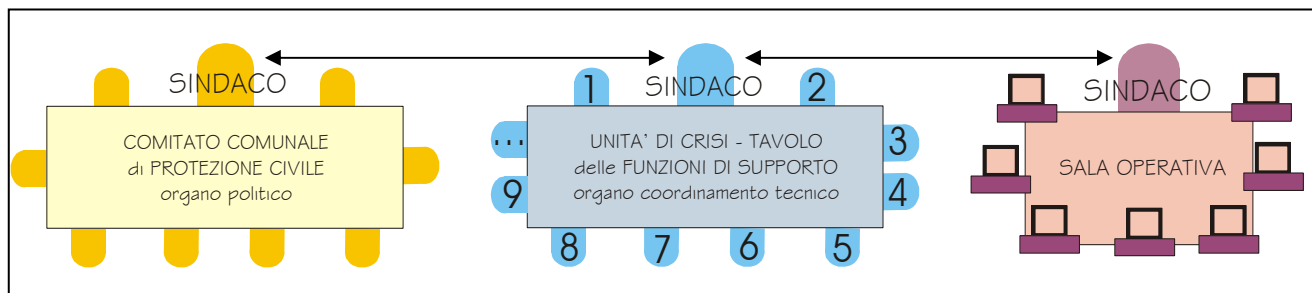 SINDACO
COMITATO COMUNALE
di PROTEZIONE CIVILE
organo politico
1
SINDACO
2
...
3
UNITA' DI CRISI - TAVOLO
delle FUNZIONI DI SUPPORTO
organo coordinamento tecnico
9
4
8
7
6
5
SINDACO
SALA OPERATIVA